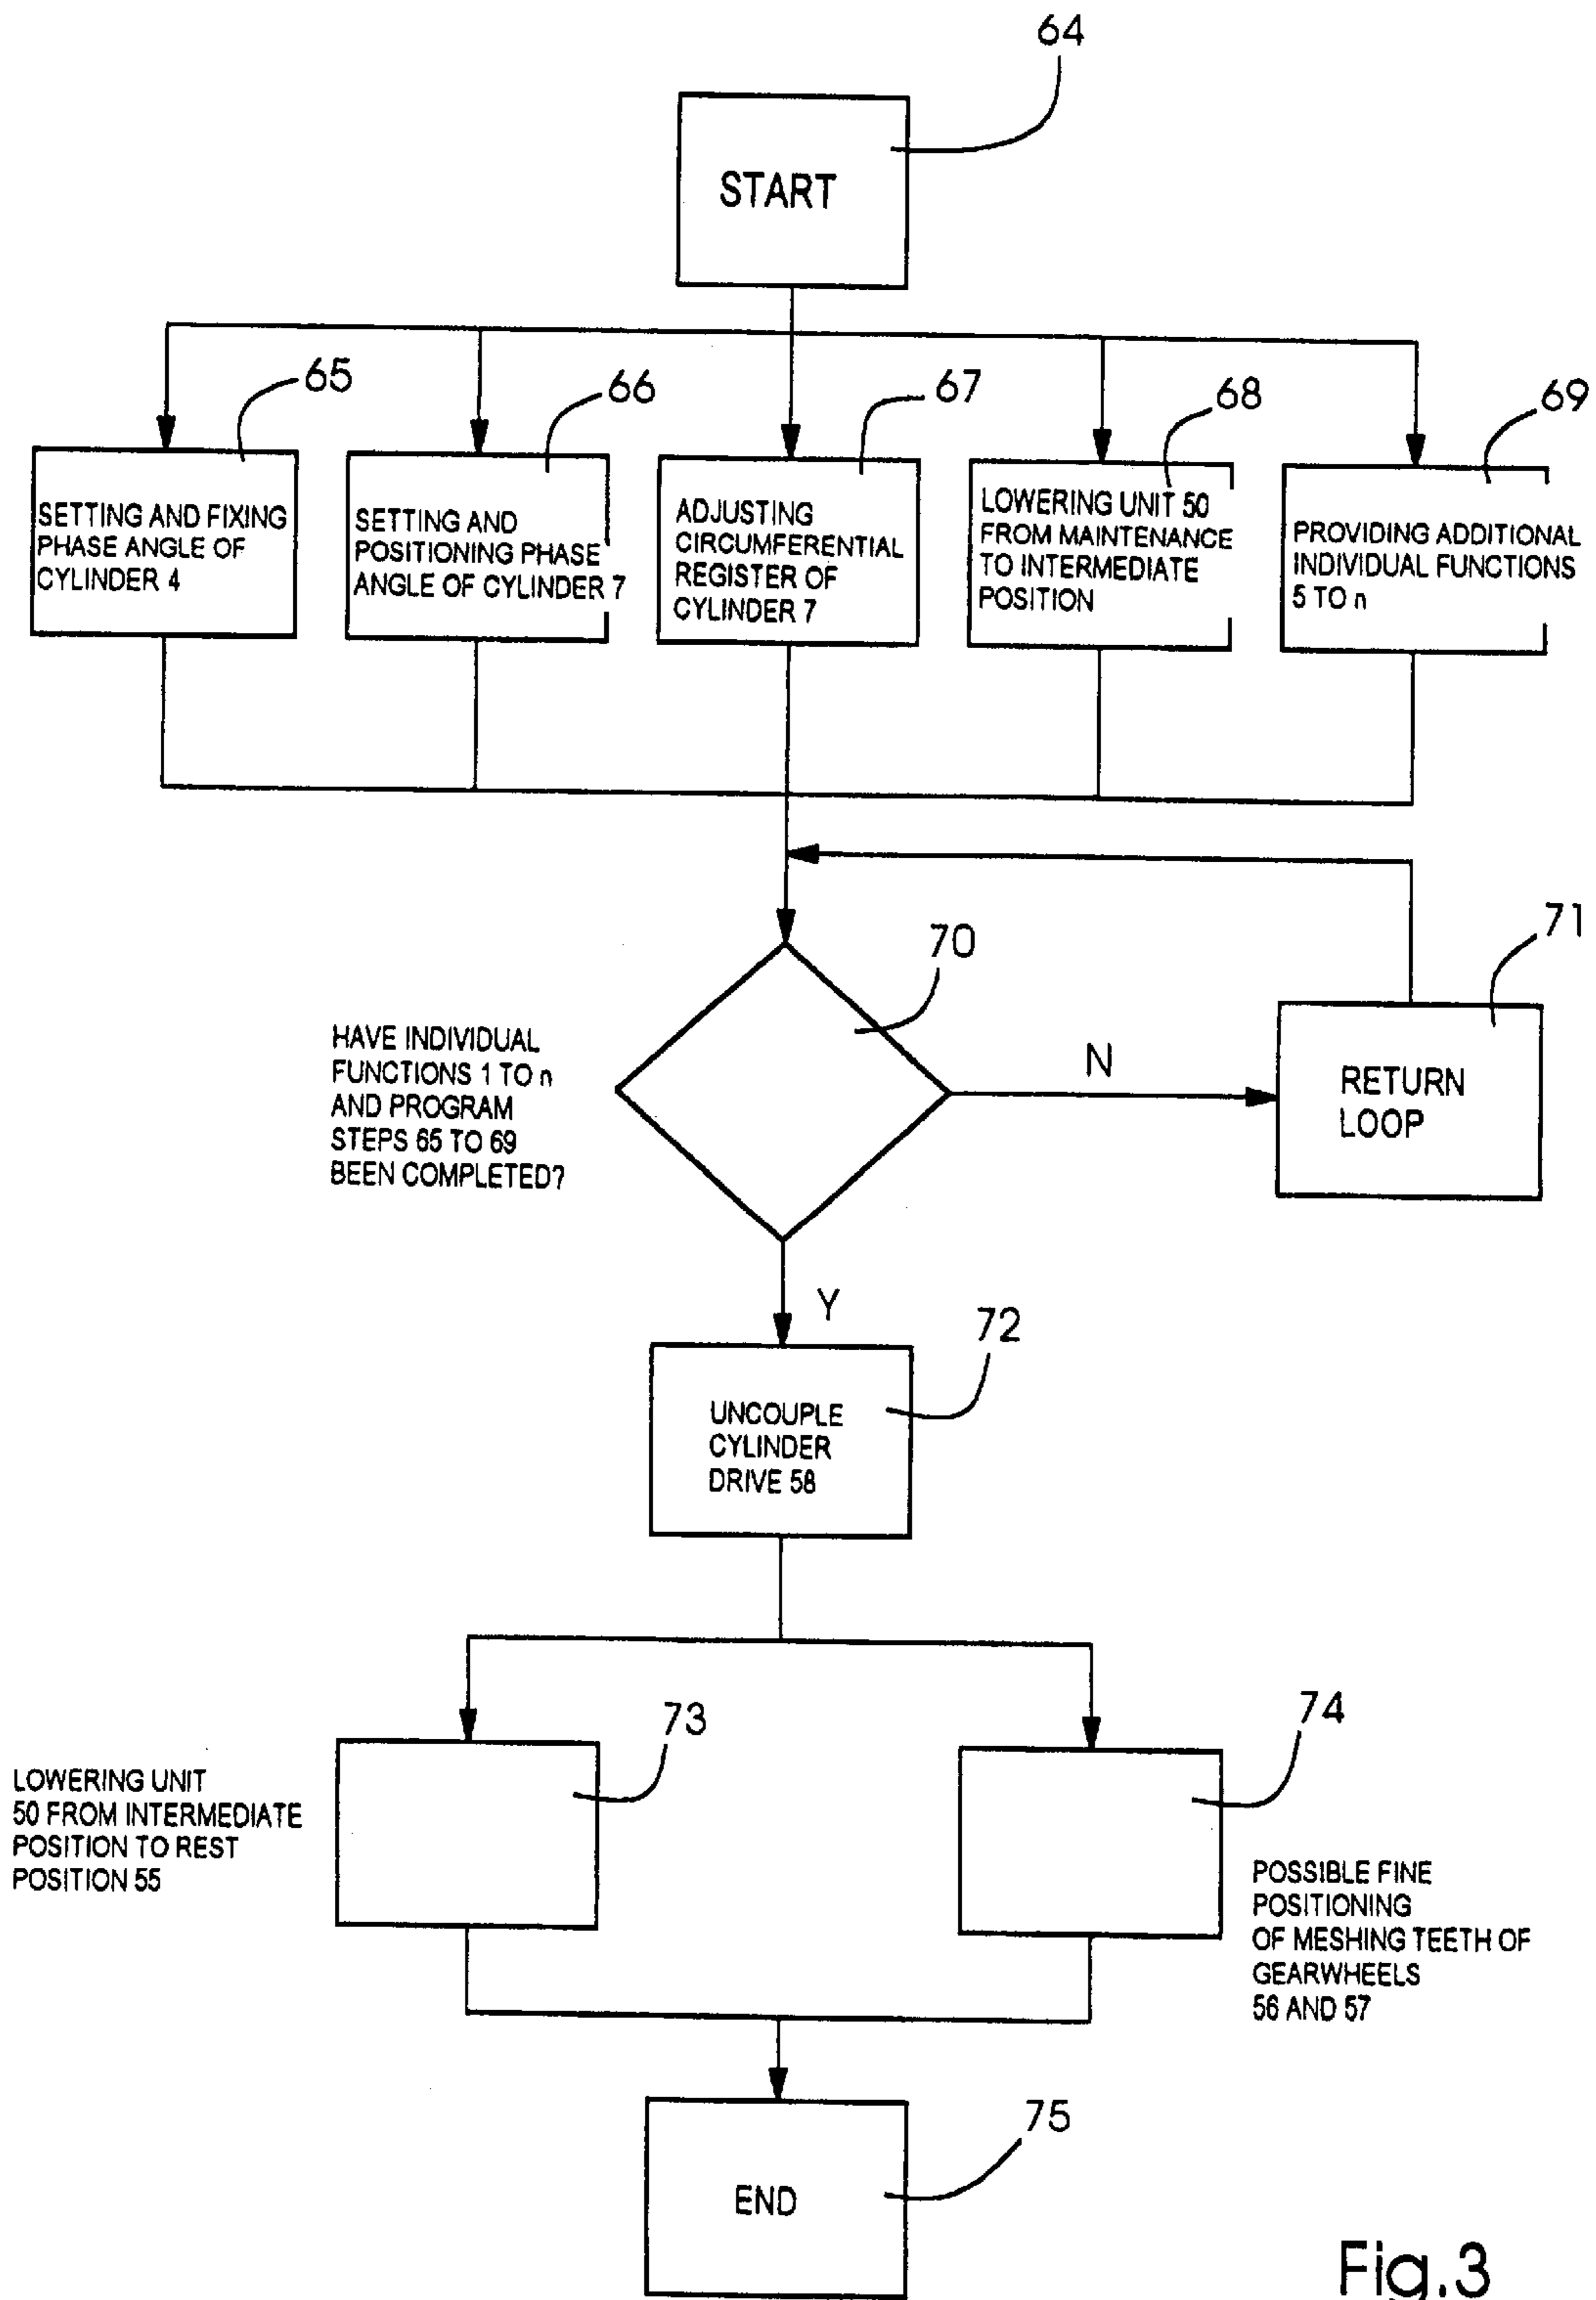 64
START
65
66
67
68
69
SETTING AND FIXING
PHASE ANGLE OF
CYLINDER 4
SETTING AND
POSITIONING PHASE
ANGLE OF CYLINDER 7
ADJUSTING
CIRCUMFERENTIAL
REGISTER OF
CYLINDER 7
LOWERING UNIT 50
FROM MAINTENANCE
TO INTERMEDIATE
POSITION
PROVIDING ADDITIONAL
INDIVIDUAL FUNCTIONS
5 TO n
70
71
HAVE INDIVIDUAL
FUNCTIONS 1 TO n
AND PROGRAM
STEPS 65 TO 69
BEEN COMPLETED?
N
RETURN
LOOP
Y
72
UNCOUPLE
CYLINDER
DRIVE 58
73
74
LOWERING UNIT
50 FROM INTERMEDIATE
POSITION TO REST
POSITION 55
POSSIBLE FINE
POSITIONING
OF MESHING TEETH OF
GEARWHEELS
56 AND 57
75
END
Fig.3